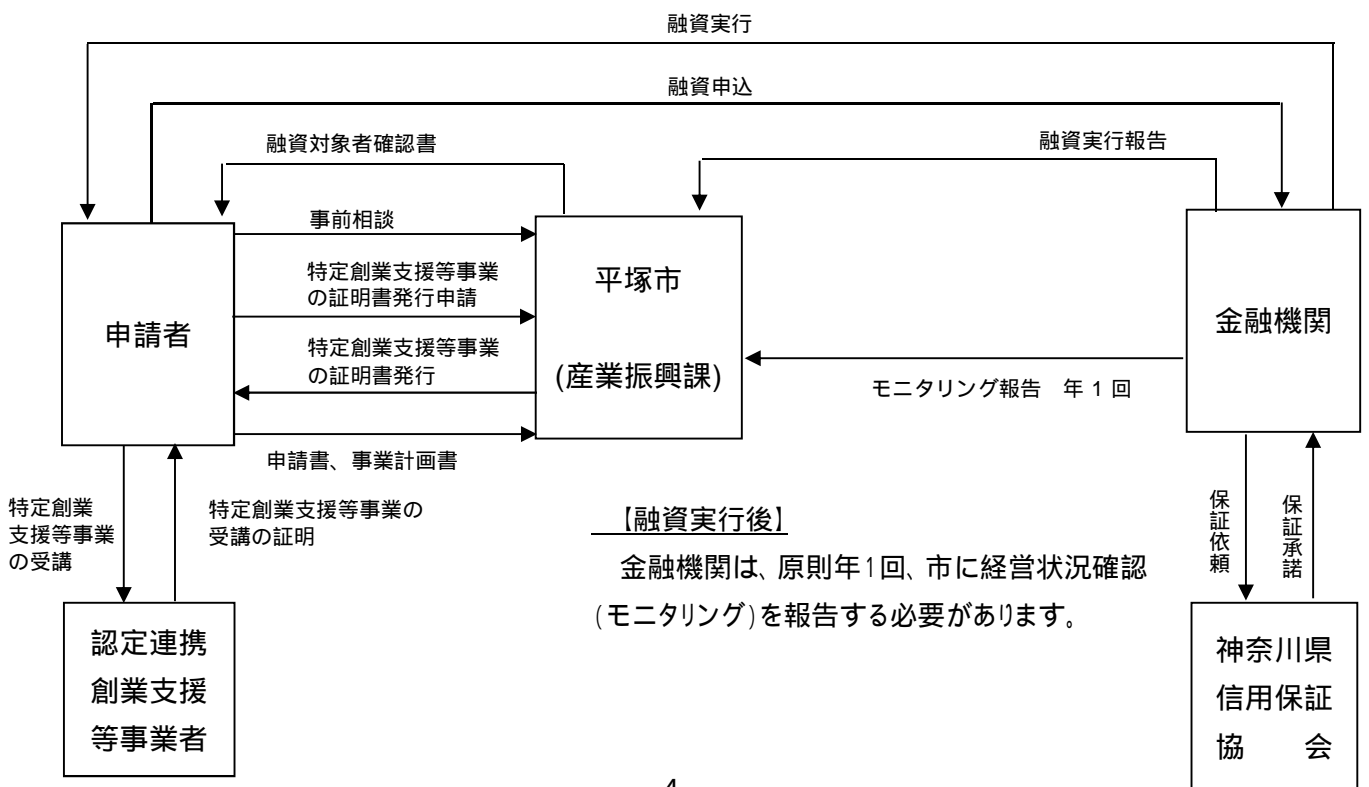 融資実行
融資申込
融資対象者確認書
融資実行報告
事前相談
特定創業支援等事業
の証明書発行申請
特定創業支援等事業
の証明書発行
申請書、事業計画書
申請者
平塚市
(産業振興課)
金融機関
モニタリング報告　年１回
特定創業
支援等事業
の受講
特定創業支援等事業の
受講の証明
【融資実行後】
金融機関は、原則年1回、市に経営状況確認
(モニタリング)を報告する必要があります。
保証依頼
保証承諾
認定連携
創業支援
等事業者
神奈川県
信用保証
協　　会